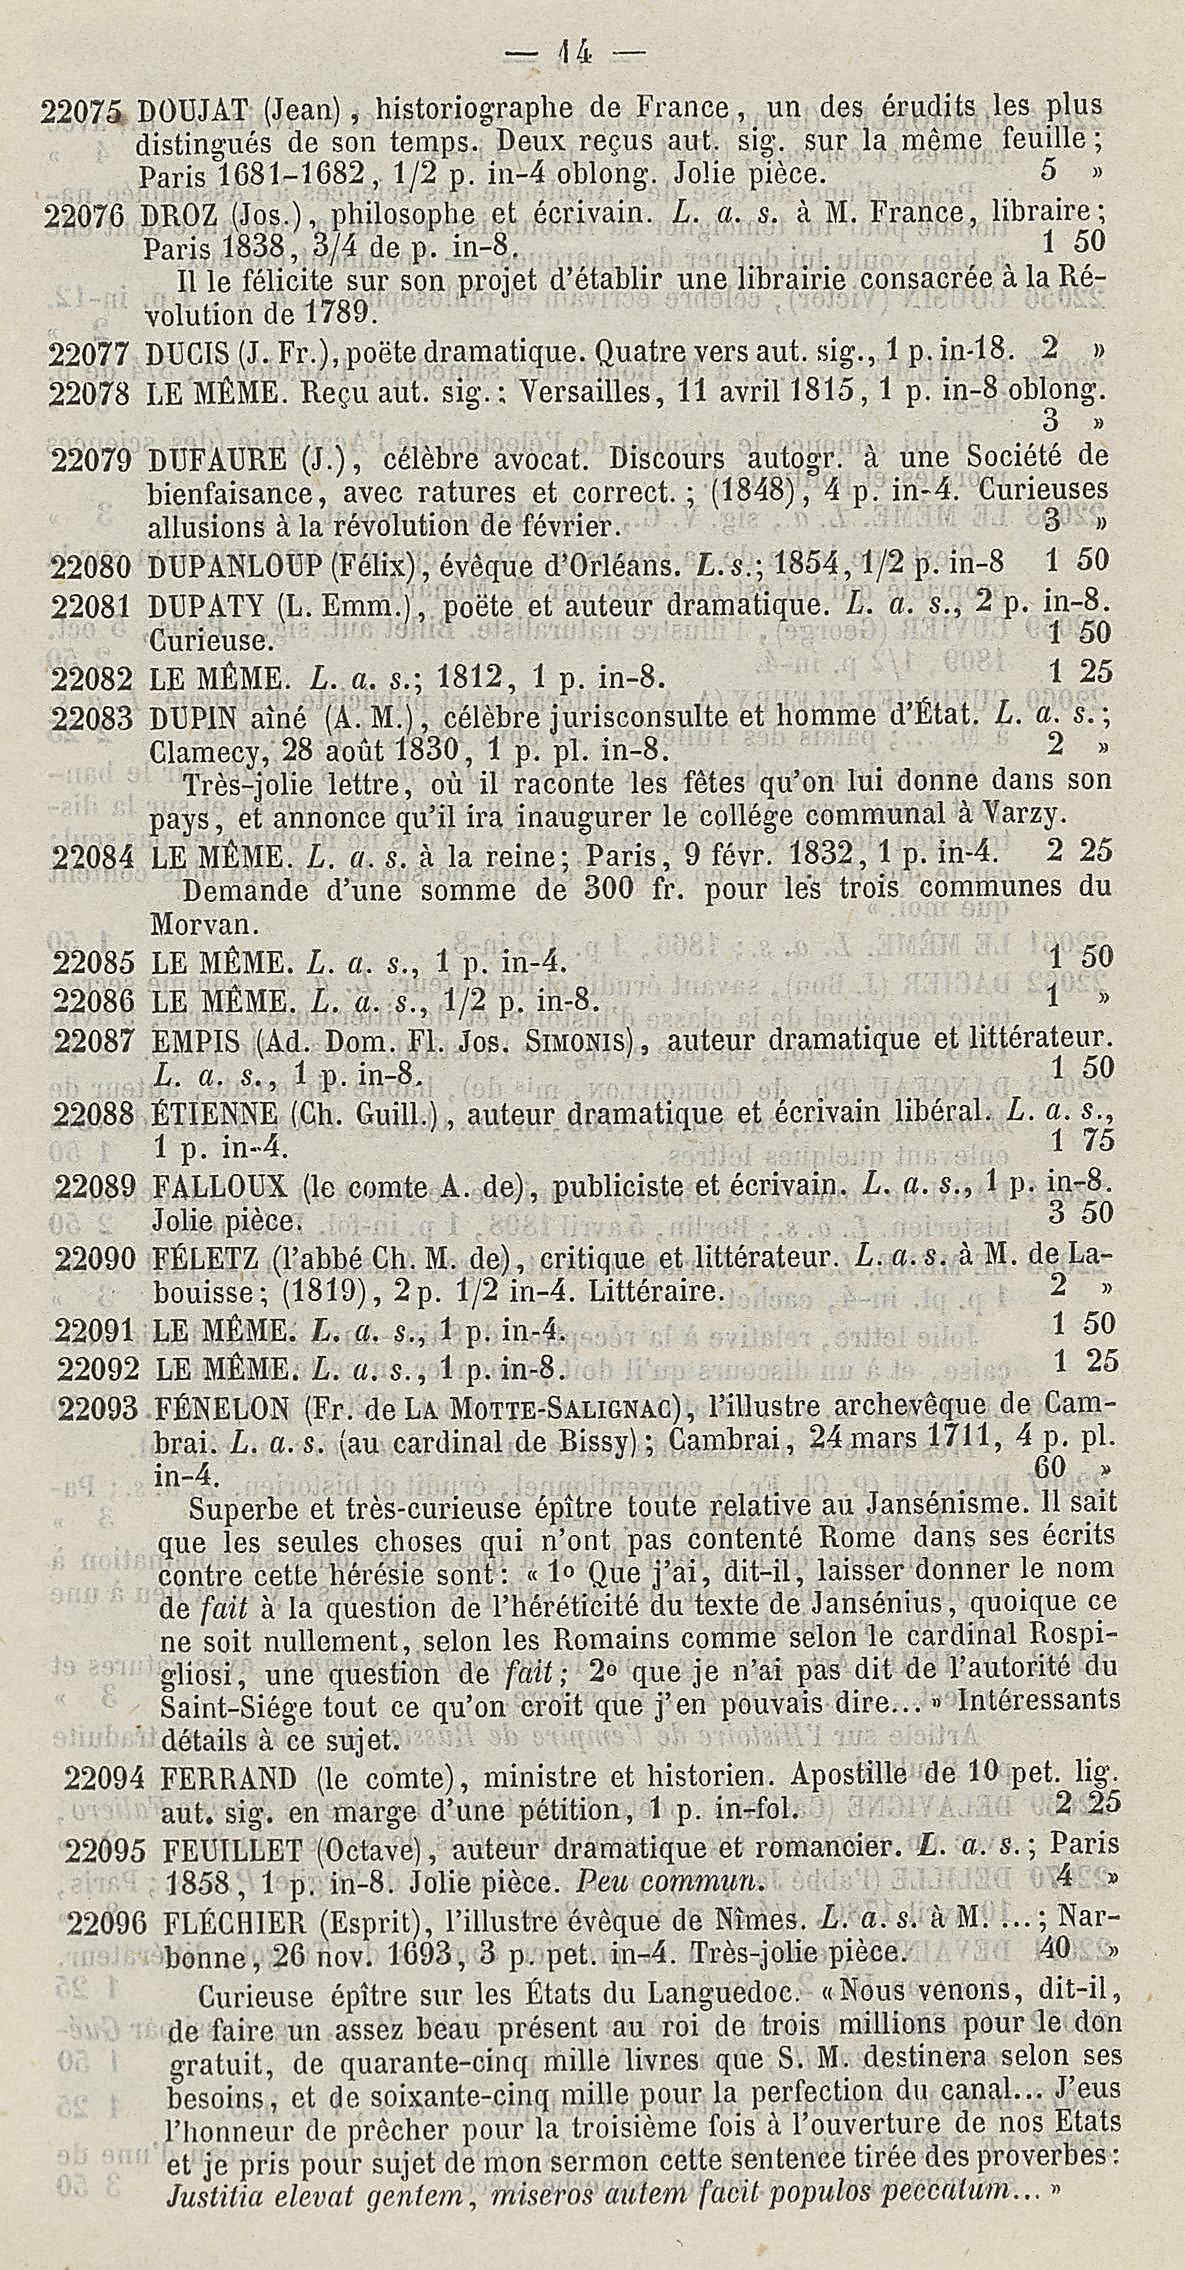 — 14 —
22075 DOUJAT (Jean), historiographe de France, un des érudits les plus
distingués de son temps. Deux reçus aut. sig. sur la même feuille;
Paris 1681-1682, 1/2 p. in-4 oblong. Jolie pièce. 5 »
22076 DROZ (Jos.), philosophe et écrivain. L. a. s. à M. France, libraire;
Paris 1838, 3/4 de p. in-8. 1 50
Il le félicite sur son projet d'établir une librairie consacrée à la Ré-
volution de 1789.
22077 DUCIS (J. Fr.), poëte dramatique. Quatre vers aut. sig., 1 p. in-18. 2 »
22078 LE MÊME. Reçu aut. sig.: Versailles, 11 avril 1815, 1 p. in-8 oblong.
3 »
22079 DUFAURE (J.), célèbre avocat. Discours autogr. à une Société de
bienfaisance, avec ratures et correct.; (1848), 4 p. in-4. Curieuses
allusions à la révolution de février. 3 »
22080 DUPANLOUP (Félix), évêque d'Orléans. L. s.; 1854, 1/2 p. in-8 1 50
22081 DUPATY (L. Emm.), poëte et auteur dramatique. L. a. s., 2 p. in-8.
Curieuse. 1 50
22082 LE MÊME. L. a. s.; 1812, 1 p. in-8. 1 25
22083 DUPIN aîné (A. M.), célèbre jurisconsulte et homme d'État. L. a. s.;
Clamecy, 28 août 1830, 1 p. pl. in-8. 2 »
Très-jolie lettre, où il raconte les fêtes qu'on lui donne dans son
pays, et annonce qu'il ira inaugurer le collége communal à Varzy.
22084 LE MÊME. L. a. s. à la reine; Paris, 9 févr. 1832, 1 p. in-4. 2 25
Demande d'une somme de 300 fr. pour les trois communes du
Morvan.
22085 LE MÊME. L. a. s., 1 p. in-4. 1 50
22086 LE MÊME. L. a. s., 1/2 p. in-8. 1 »
22087 EMPIS (Ad. Dom. Fl. Jos. SIMONIS), auteur dramatique et littérateur.
L. a. s., 1 p. in-8. 1 50
22088 ÉTIENNE (Ch. Guill.), auteur dramatique et écrivain libéral. L. a. s.,
1 p. in-4. 1 75
22089 FALLOUX (le comte A. de), publiciste et écrivain. L. a. s., 1 p. in-8.
Jolie pièce. 3 50
22090 FÉLETZ (l'abbé Ch. M. de), critique et littérateur. L. a. s. à M. de La-
bouisse; (1819), 2 p. 1/2 in-4. Littéraire. 2 »
22091 LE MÊME. L. a. s., 1 p. in-4. 1 50
22092 LE MÊME. L. a. s., 1 p. in-8. 1 25
22093 FÉNELON (Fr. de LA MOTTE-SALIGNAC), l'illustre archevêque de Cam-
brai. L. a. s. (au cardinal de Bissy); Cambrai, 24 mars 1711, 4 p. pl.
in-4. 60 »
Superbe et très-curieuse épître toute relative au Jansénisme. Il sait
que les seules choses qui n'ont pas contenté Rome dans ses écrits
contre cette hérésie sont: « 1º Que j'ai, dit-il, laisser donner le nom
de fait à la question de l'héréticité du texte de Jansénius, quoique ce
ne soit nullement, selon les Romains comme selon le cardinal Rospi-
gliosi, une question de fait; 2º que je n'ai pas dit de l'autorité du
Saint-Siége tout ce qu'on croit que j'en pouvais dire... » Intéressants
détails à ce sujet.
22094 FERRAND (le comte), ministre et historien. Apostille de 10 pet. lig.
aut. sig. en marge d'une pétition, 1 p. in-fol. 2 25
22095 FEUILLET (Octave), auteur dramatique et romancier. L. a. s.; Paris
1858, 1 p. in-8. Jolie pièce. Peu commun. 4 »
22096 FLÉCHIER (Esprit), l'illustre évêque de Nîmes. L. a. s. à M. ...; Nar-
bonne, 26 nov. 1693, 3 p. pet. in-4. Très-jolie pièce. 40 »
Curieuse épître sur les États du Languedoc. « Nous venons, dit-il,
de faire un assez beau présent au roi de trois millions pour le don
gratuit, de quarante-cinq mille livres que S. M. destinera selon ses
besoins, et de soixante-cinq mille pour la perfection du canal... J'eus
l'honneur de prêcher pour la troisième fois à l'ouverture de nos Etats
et je pris pour sujet de mon sermon cette sentence tirée des proverbes:
Justitia elevat gentem, miseros autem facit populos peccatum... »